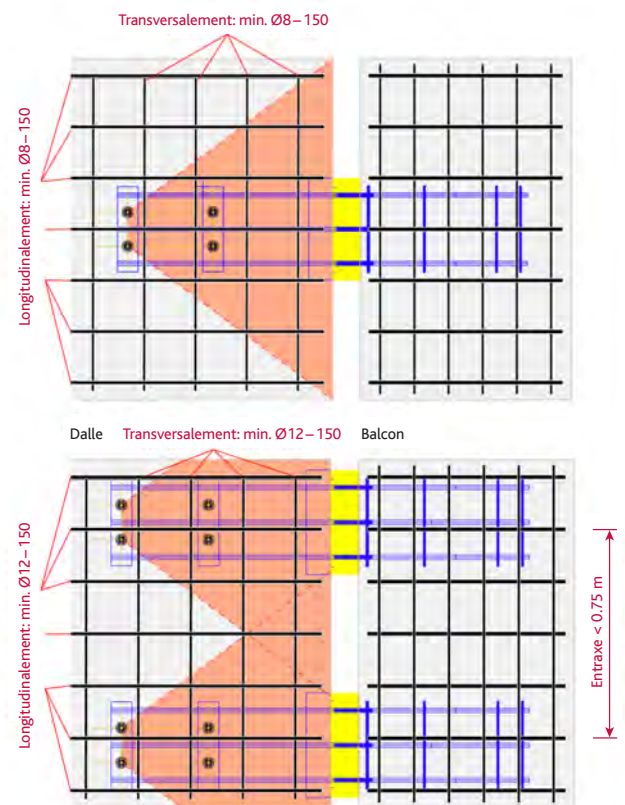 Transversalement: min. Ø8–150
Longitudinalement: min. Ø8–150
Dalle Transversalement: min. Ø12–150 Balcon
Longitudinalement: min. Ø12–150
Entraxe < 0.75 m